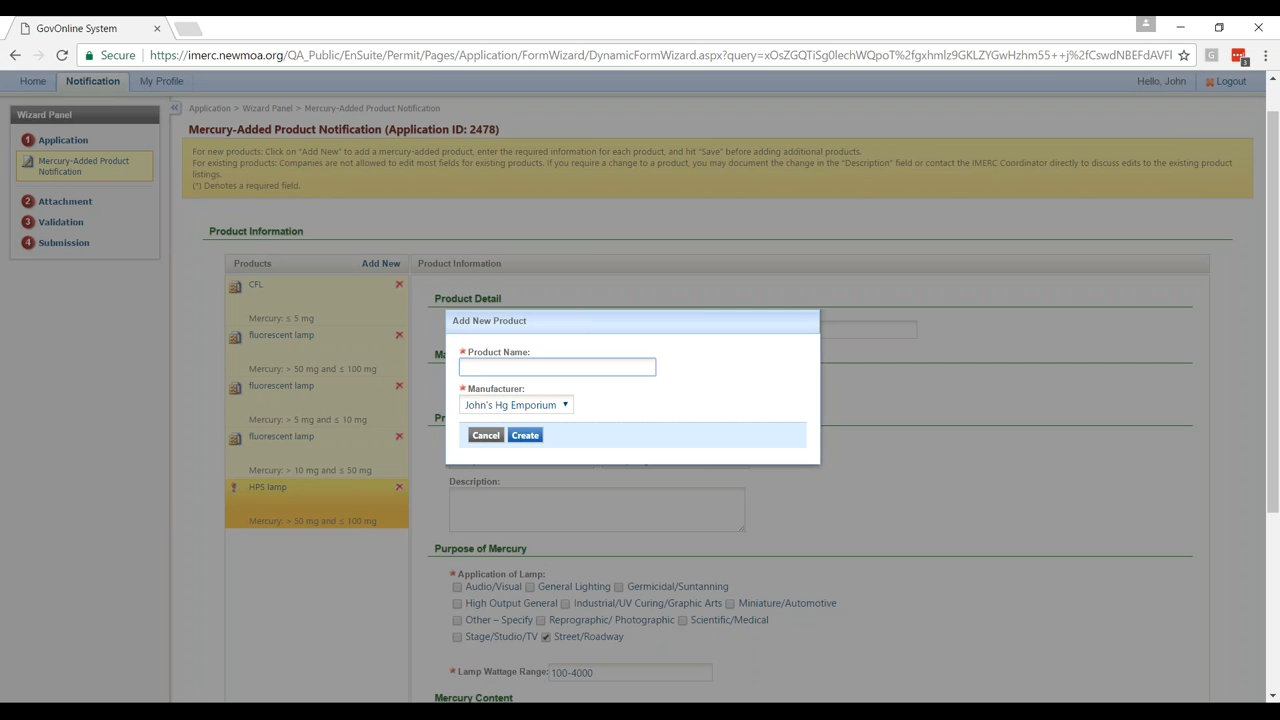 GovOnline System
Secure https://imerc.newmoa.org/QA_Public/EnSuite/Permit/Pages/Application/FormWizard/DynamicFormWizard.aspx?query=xOsZGQTiSg0lechWQpoT%2fgxhmlz9GKLZYGwHzhm55++j%2fCswdNBEFdAVFl
Home Notification My Profile Hello, John Logout
Wizard Panel
1 Application
Mercury-Added Product
Notification
2 Attachment
3 Validation
4 Submission
Application > Wizard Panel > Mercury-Added Product Notification
Mercury-Added Product Notification (Application ID: 2478)
For new products: Click on "Add New" to add a mercury-added product, enter the required information for each product, and hit "Save" before adding additional products.
For existing products: Companies are not allowed to edit most fields for existing products. If you require a change to a product, you may document the change in the "Description" field or contact the IMERC Coordinator directly to discuss edits to the existing product
listings.
(*) Denotes a required field.
Product Information
Products Add New
CFL
Mercury: ≤ 5 mg
fluorescent lamp
Mercury: > 50 mg and ≤ 100 mg
fluorescent lamp
Mercury: > 5 mg and ≤ 10 mg
fluorescent lamp
Mercury: > 10 mg and ≤ 50 mg
HPS lamp
Mercury: > 50 mg and ≤ 100 mg
Product Information
Product Detail
Add New Product
* Product Name:
* Manufacturer:
John's Hg Emporium
Cancel Create
Description:
Purpose of Mercury
* Application of Lamp:
Audio/Visual General Lighting Germicidal/Suntanning
High Output General Industrial/UV Curing/Graphic Arts Miniature/Automotive
Other – Specify Reprographic/ Photographic Scientific/Medical
Stage/Studio/TV Street/Roadway
* Lamp Wattage Range: 100-4000
Mercury Content